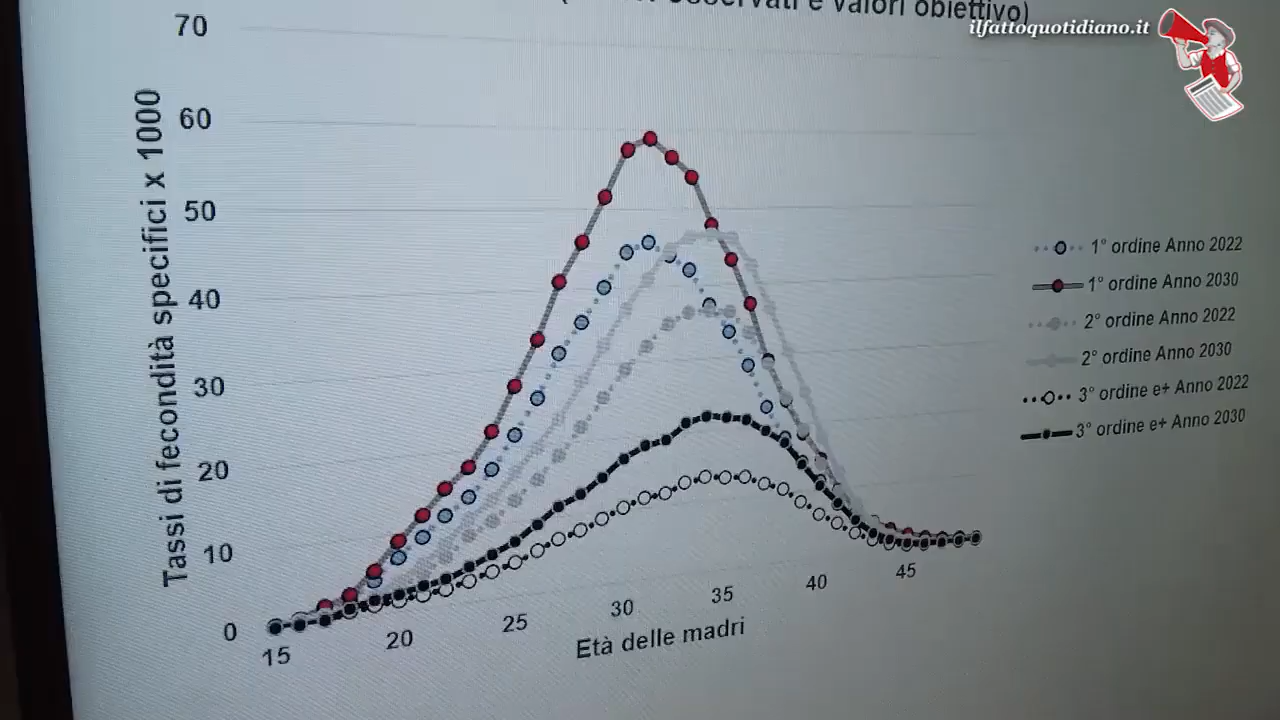 osservati e valori obiettivo)
ilfattoquotidiano.it
Tassi di fecondità specifici x 1000
70
60
50
40
30
20
10
0
15
20
25
30
35
40
45
Età delle madri
1° ordine Anno 2022
1° ordine Anno 2030
2° ordine Anno 2022
2° ordine Anno 2030
3° ordine e+ Anno 2022
3° ordine e+ Anno 2030